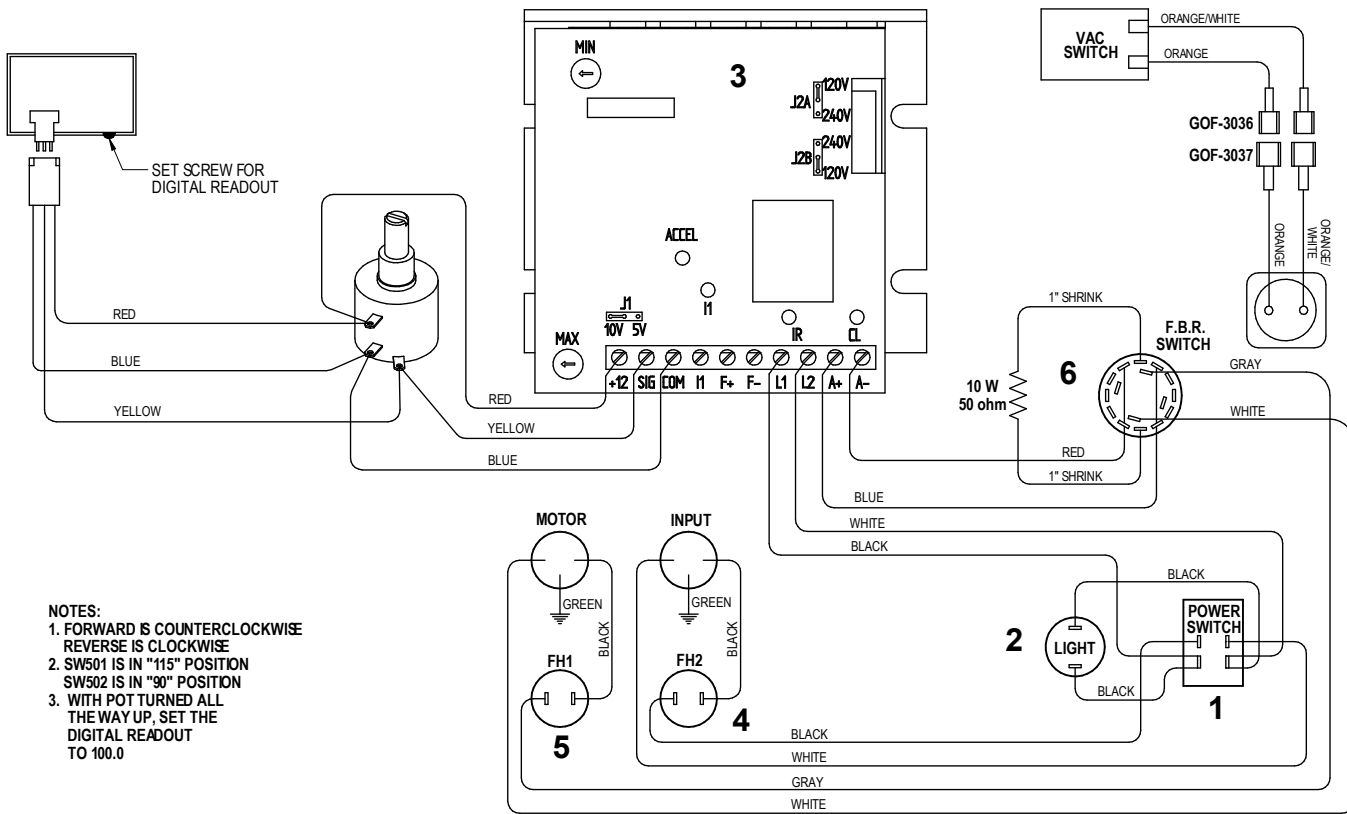 MIN
3
120V
J2A
240V
240V
J2B
120V
ACCEL
I1
J1
10V 5V
IR
CL
MAX
+12 SIG COM I1 F+ F- L1 L2 A+ A-
VAC
SWITCH
ORANGE/WHITE
ORANGE
GOF-3036
GOF-3037
ORANGE
ORANGE/
WHITE
SET SCREW FOR
DIGITAL READOUT
RED
BLUE
YELLOW
RED
YELLOW
BLUE
1" SHRINK
F.B.R.
SWITCH
6
GRAY
10 W
50 ohm
WHITE
RED
1" SHRINK
BLUE
WHITE
BLACK
MOTOR
INPUT
GREEN
BLACK
GREEN
BLACK
FH1
5
FH2
4
BLACK
2
LIGHT
POWER
SWITCH
BLACK
1
BLACK
WHITE
GRAY
WHITE
NOTES:
1. FORWARD IS COUNTERCLOCKWISE
REVERSE IS CLOCKWISE
2. SW501 IS IN "115" POSITION
SW502 IS IN "90" POSITION
3. WITH POT TURNED ALL
THE WAY UP, SET THE
DIGITAL READOUT
TO 100.0